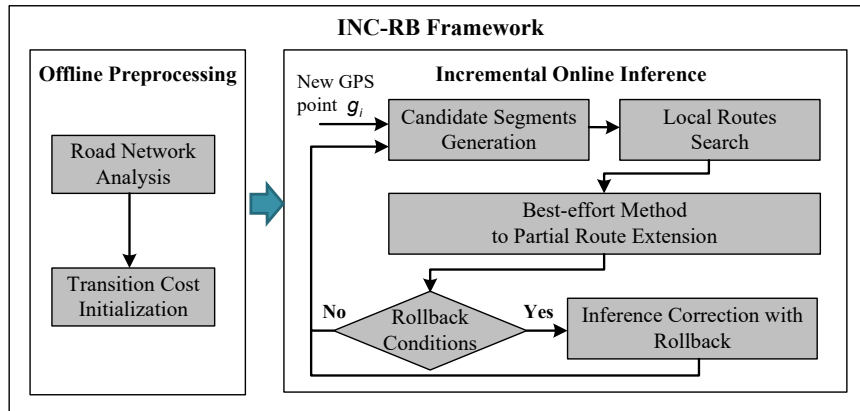 INC-RB Framework
Offline Preprocessing
Road Network
Analysis
Transition Cost
Initialization
Incremental Online Inference
New GPS
point gi
Candidate Segments
Generation
Local Routes
Search
Best-effort Method
to Partial Route Extension
No
Rollback
Conditions
Yes
Inference Correction with
Rollback